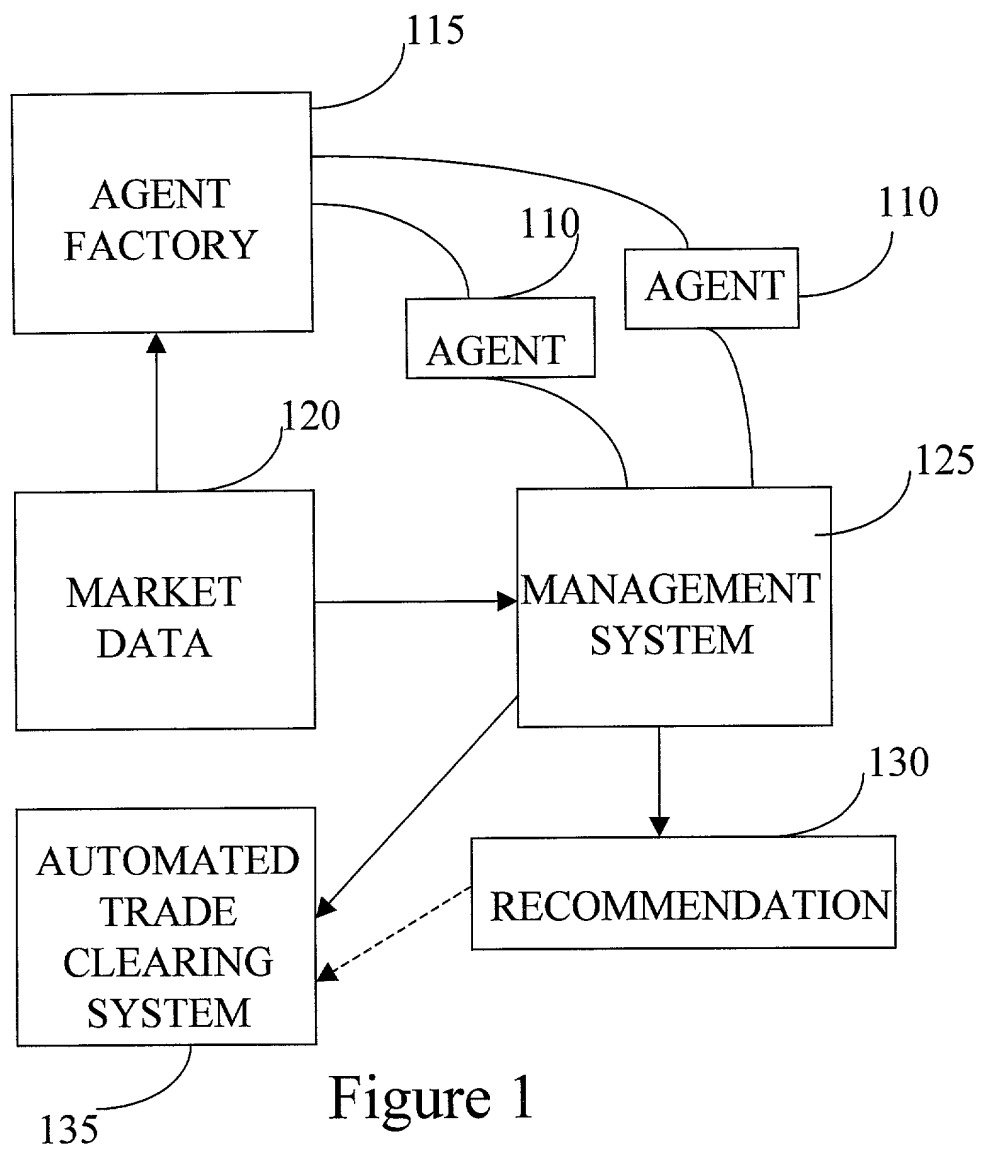 115
AGENT
FACTORY
110
110
AGENT
AGENT
120
125
MARKET
DATA
MANAGEMENT
SYSTEM
130
AUTOMATED
TRADE
CLEARING
SYSTEM
RECOMMENDATION
135
Figure 1